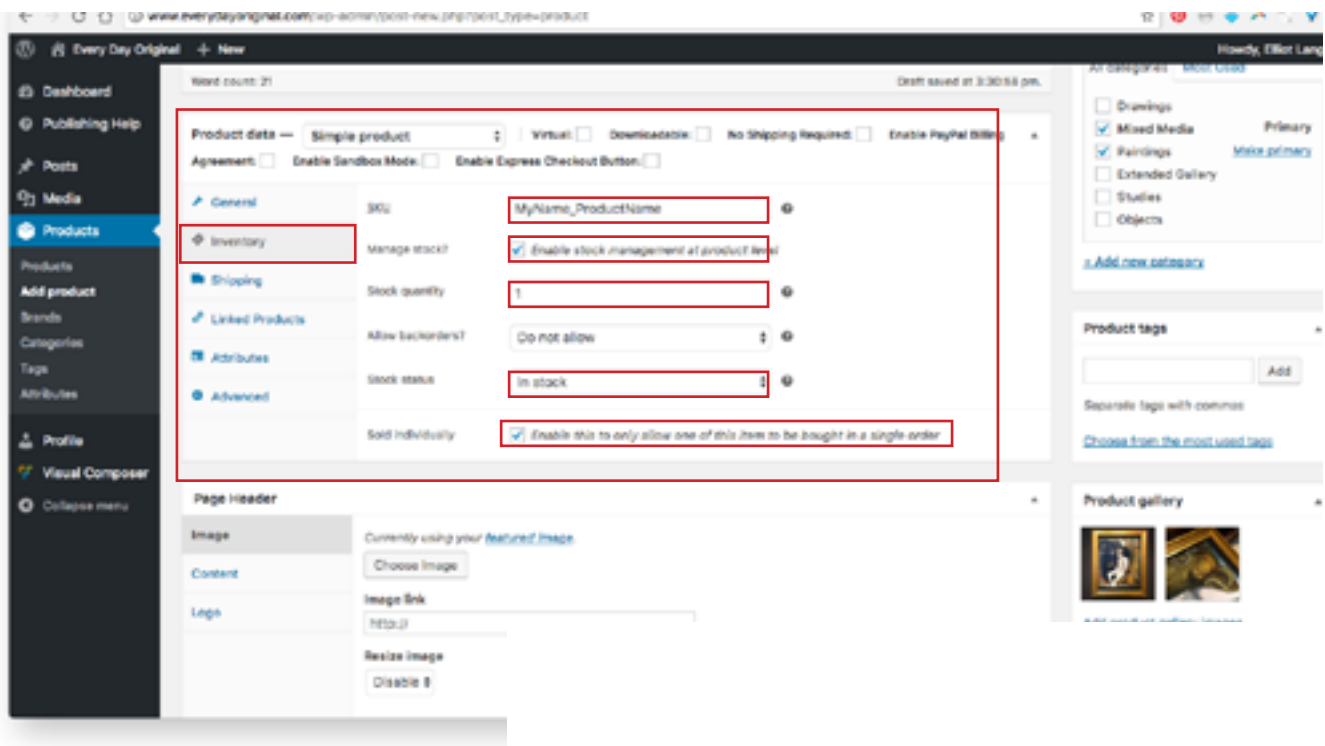 www.everydayoriginal.com/wp-admin/post-new.php?post_type=product
Every Day Original + New
Howdy, Elliot Lang
Dashboard
Publishing Help
Posts
Media
Products
Products
Add product
Brands
Categories
Tags
Attributes
Profile
Visual Composer
Collapse menu
Word count: 21
Draft saved at 3:30:58 pm.
Product data — Simple product Virtual: Downloadable: No Shipping Required: Enable PayPal Billing
Agreement: Enable Sandbox Mode: Enable Express Checkout Button:
General
Inventory
Shipping
Linked Products
Attributes
Advanced
SKU MyName_ProductName
Manage stock? Enable stock management at product level
Stock quantity 1
Allow backorders? Do not allow
Stock status In stock
Sold individually Enable this to only allow one of this item to be bought in a single order
Page Header
Image
Content
Logo
Currently using your featured image.
Choose Image
Image link
http://
Resize image
Disable
All categories Most Used
Drawings
Mixed Media Primary
Paintings Make primary
Extended Gallery
Studies
Objects
+ Add new category
Product tags
Add
Separate tags with commas
Choose from the most used tags
Product gallery
Add product gallery images